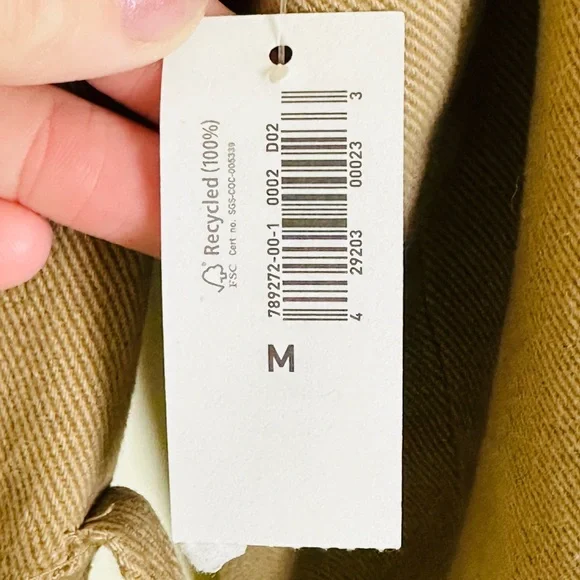 FSC® Recycled (100%)
Cert no. SGS-COC-005339
789272-00-1 0002 D02
4 29203 00023 3
M